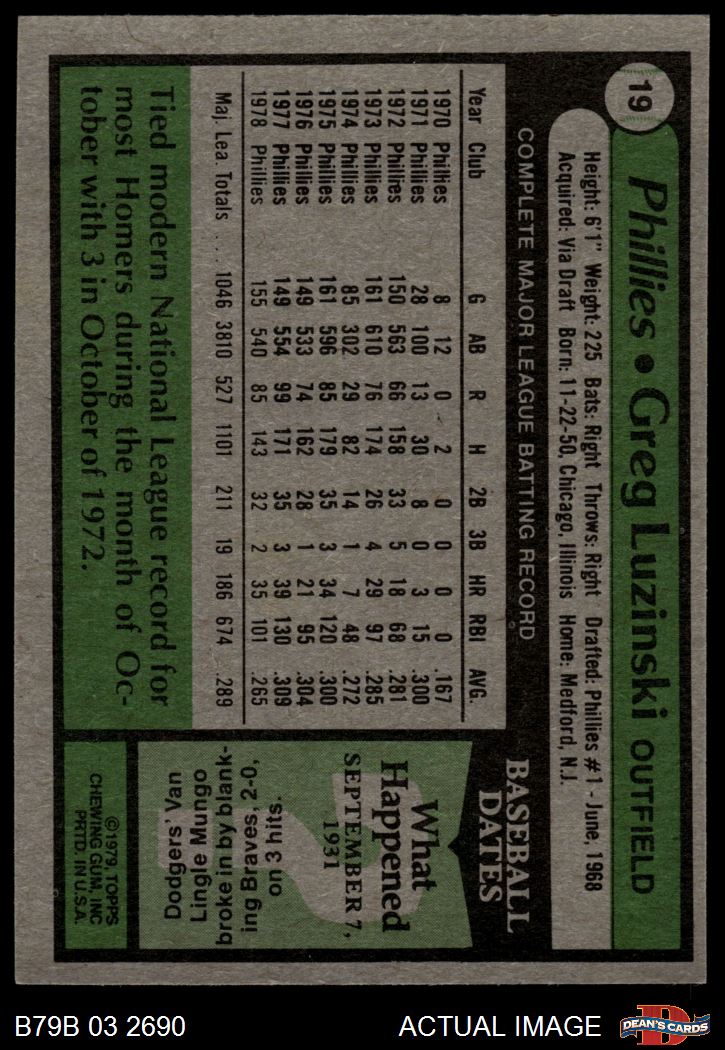 19
Phillies • Greg Luzinski OUTFIELD
Height: 6'1" Weight: 225 Bats: Right Throws: Right Drafted: Phillies #1 - June, 1968
Acquired: Via Draft Born: 11-22-50, Chicago, Illinois Home: Medford, N.J.
COMPLETE MAJOR LEAGUE BATTING RECORD
Year Club G AB R H 2B 3B HR RBI AVG.
1970 Phillies 8 12 0 2 0 0 0 0 .167
1971 Phillies 28 100 13 30 8 0 3 15 .300
1972 Phillies 150 563 66 158 33 5 18 68 .281
1973 Phillies 161 610 76 174 26 4 29 97 .285
1974 Phillies 85 302 29 82 14 1 7 48 .272
1975 Phillies 161 596 85 179 35 3 34 120 .300
1976 Phillies 149 533 74 162 28 1 21 95 .304
1977 Phillies 149 554 99 171 35 3 39 130 .309
1978 Phillies 155 540 85 143 32 2 35 101 .265
Maj. Lea. Totals .... 1046 3810 527 1101 211 19 186 674 .289
Tied modern National League record for
most Homers during the month of Oc-
tober with 3 in October of 1972.
BASEBALL
DATES
What
Happened
SEPTEMBER 7,
1931
?
Dodgers' Van
Lingle Mungo
broke in by blank-
ing Braves, 2-0,
on 3 hits.
©1979, TOPPS
CHEWING GUM, INC
PRTD. IN U.S.A.
B79B 03 2690
ACTUAL IMAGE
D
DEAN'S CARDS